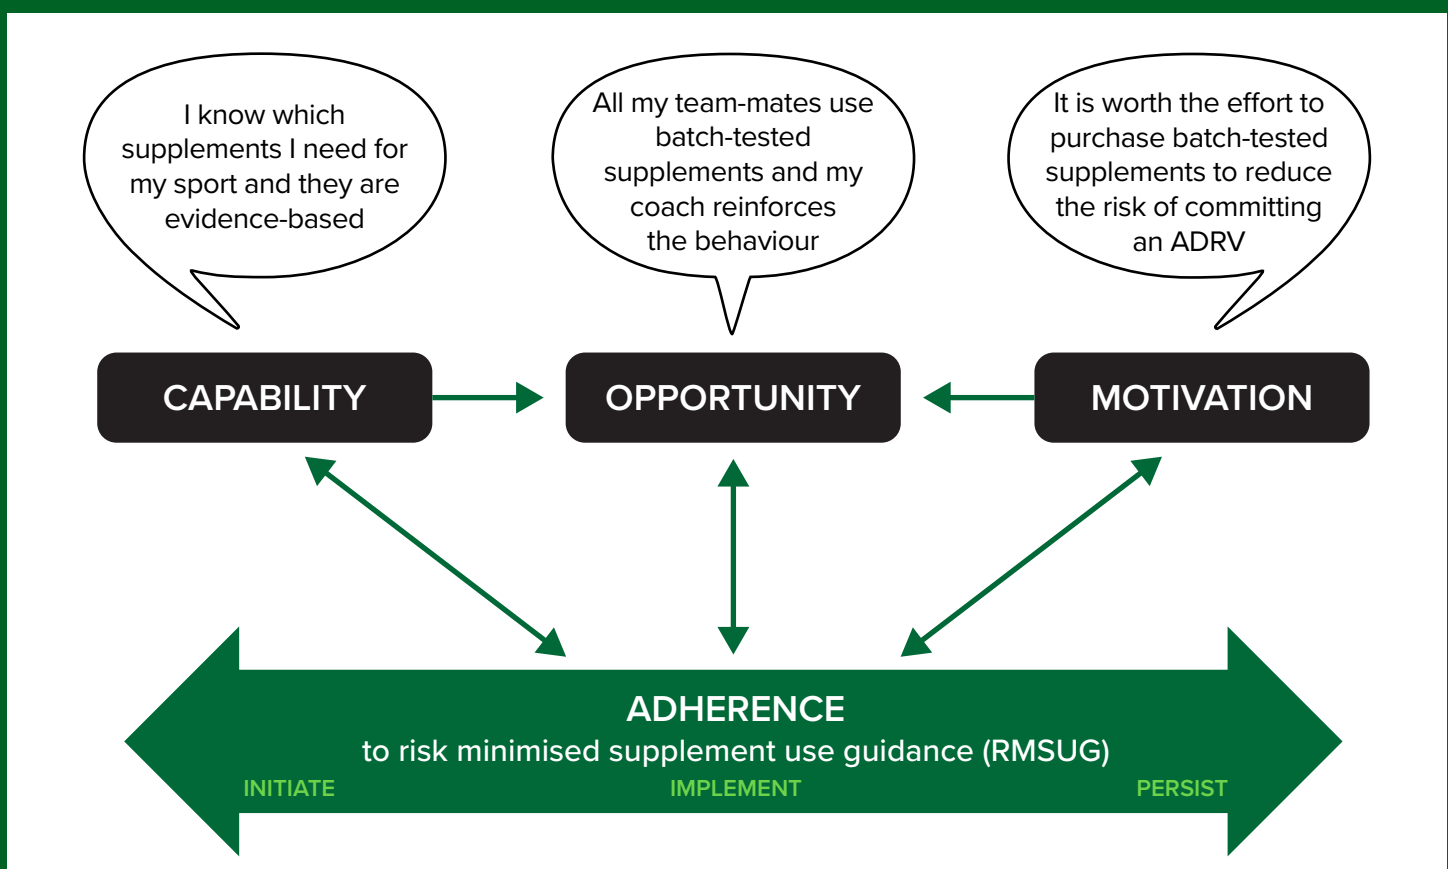 I know which
supplements I need for
my sport and they are
evidence-based
All my team-mates use
batch-tested
supplements and my
coach reinforces
the behaviour
It is worth the effort to
purchase batch-tested
supplements to reduce
the risk of committing
an ADRV
CAPABILITY
OPPORTUNITY
MOTIVATION
ADHERENCE
to risk minimised supplement use guidance (RMSUG)
INITIATE
IMPLEMENT
PERSIST